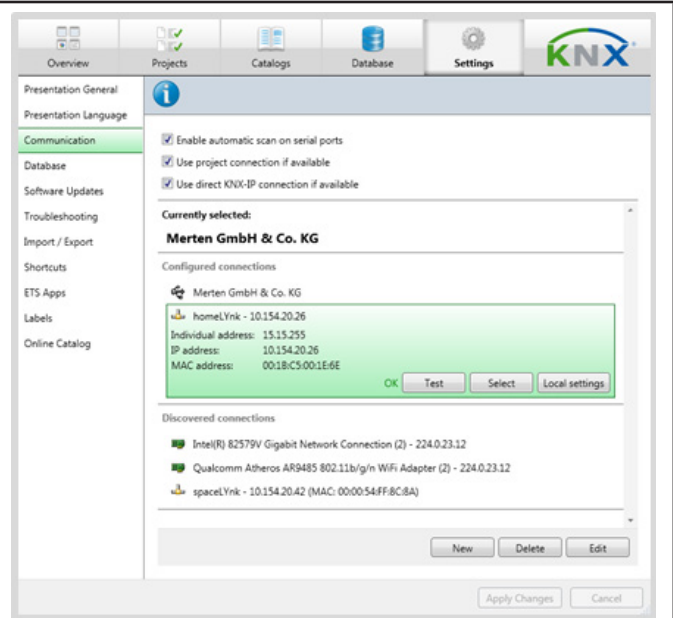 Overview Projects Catalogs Database Settings KNX
Presentation General
Presentation Language
Communication
Database
Software Updates
Troubleshooting
Import / Export
Shortcuts
ETS Apps
Labels
Online Catalog
Enable automatic scan on serial ports
Use project connection if available
Use direct KNX-IP connection if available
Currently selected:
Merten GmbH & Co. KG
Configured connections
Merten GmbH & Co. KG
homeLYnk - 10.154.20.26
Individual address: 15.15.255
IP address: 10.154.20.26
MAC address: 00:1B:C5:00:1E:6E
OK Test Select Local settings
Discovered connections
Intel(R) 82579V Gigabit Network Connection (2) - 224.0.23.12
Qualcomm Atheros AR9485 802.11b/g/n WiFi Adapter (2) - 224.0.23.12
spaceLYnk - 10.154.20.42 (MAC: 00:00:54:FF:8C:8A)
New Delete Edit
Apply Changes Cancel